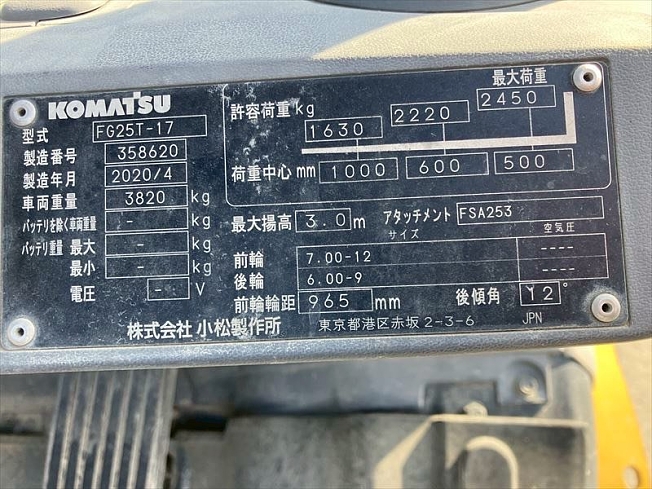 KOMATSU
型式 FG25T-17
製造番号 358620
製造年月 2020/4
車両重量 3820 kg
バッテリを除く車両重量 - kg
バッテリ重量 最大 - kg
最小 - kg
電圧 - V
最大荷重
許容荷重 kg 1630 2220 2450
荷重中心 mm 1000 600 500
最大揚高 3.0 m アタッチメント FSA253
サイズ 空気圧
前輪 7.00-12 ----
後輪 6.00-9 ----
前輪輪距 965 mm 後傾角 12°
株式会社 小松製作所 東京都港区赤坂 2-3-6 JPN